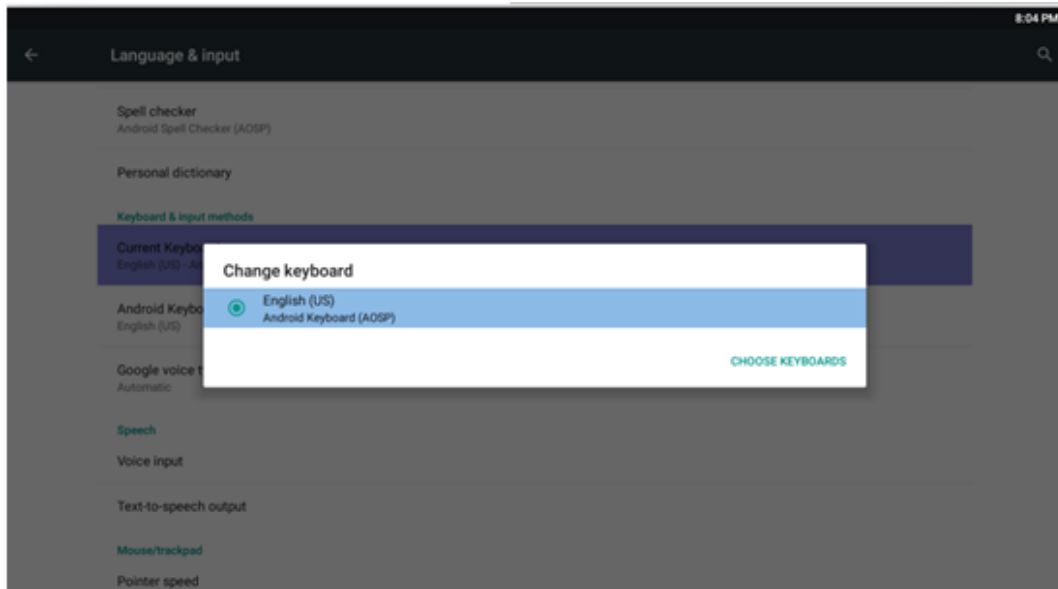 8:04 PM
Language & input
Spell checker
Android Spell Checker (AOSP)
Personal dictionary
Keyboard & input methods
Current Keybo
English (US) - A
Change keyboard
English (US)
Android Keyboard (AOSP)
CHOOSE KEYBOARDS
Android Keybo
English (US)
Google voice t
Automatic
Speech
Voice input
Text-to-speech output
Mouse/trackpad
Pointer speed